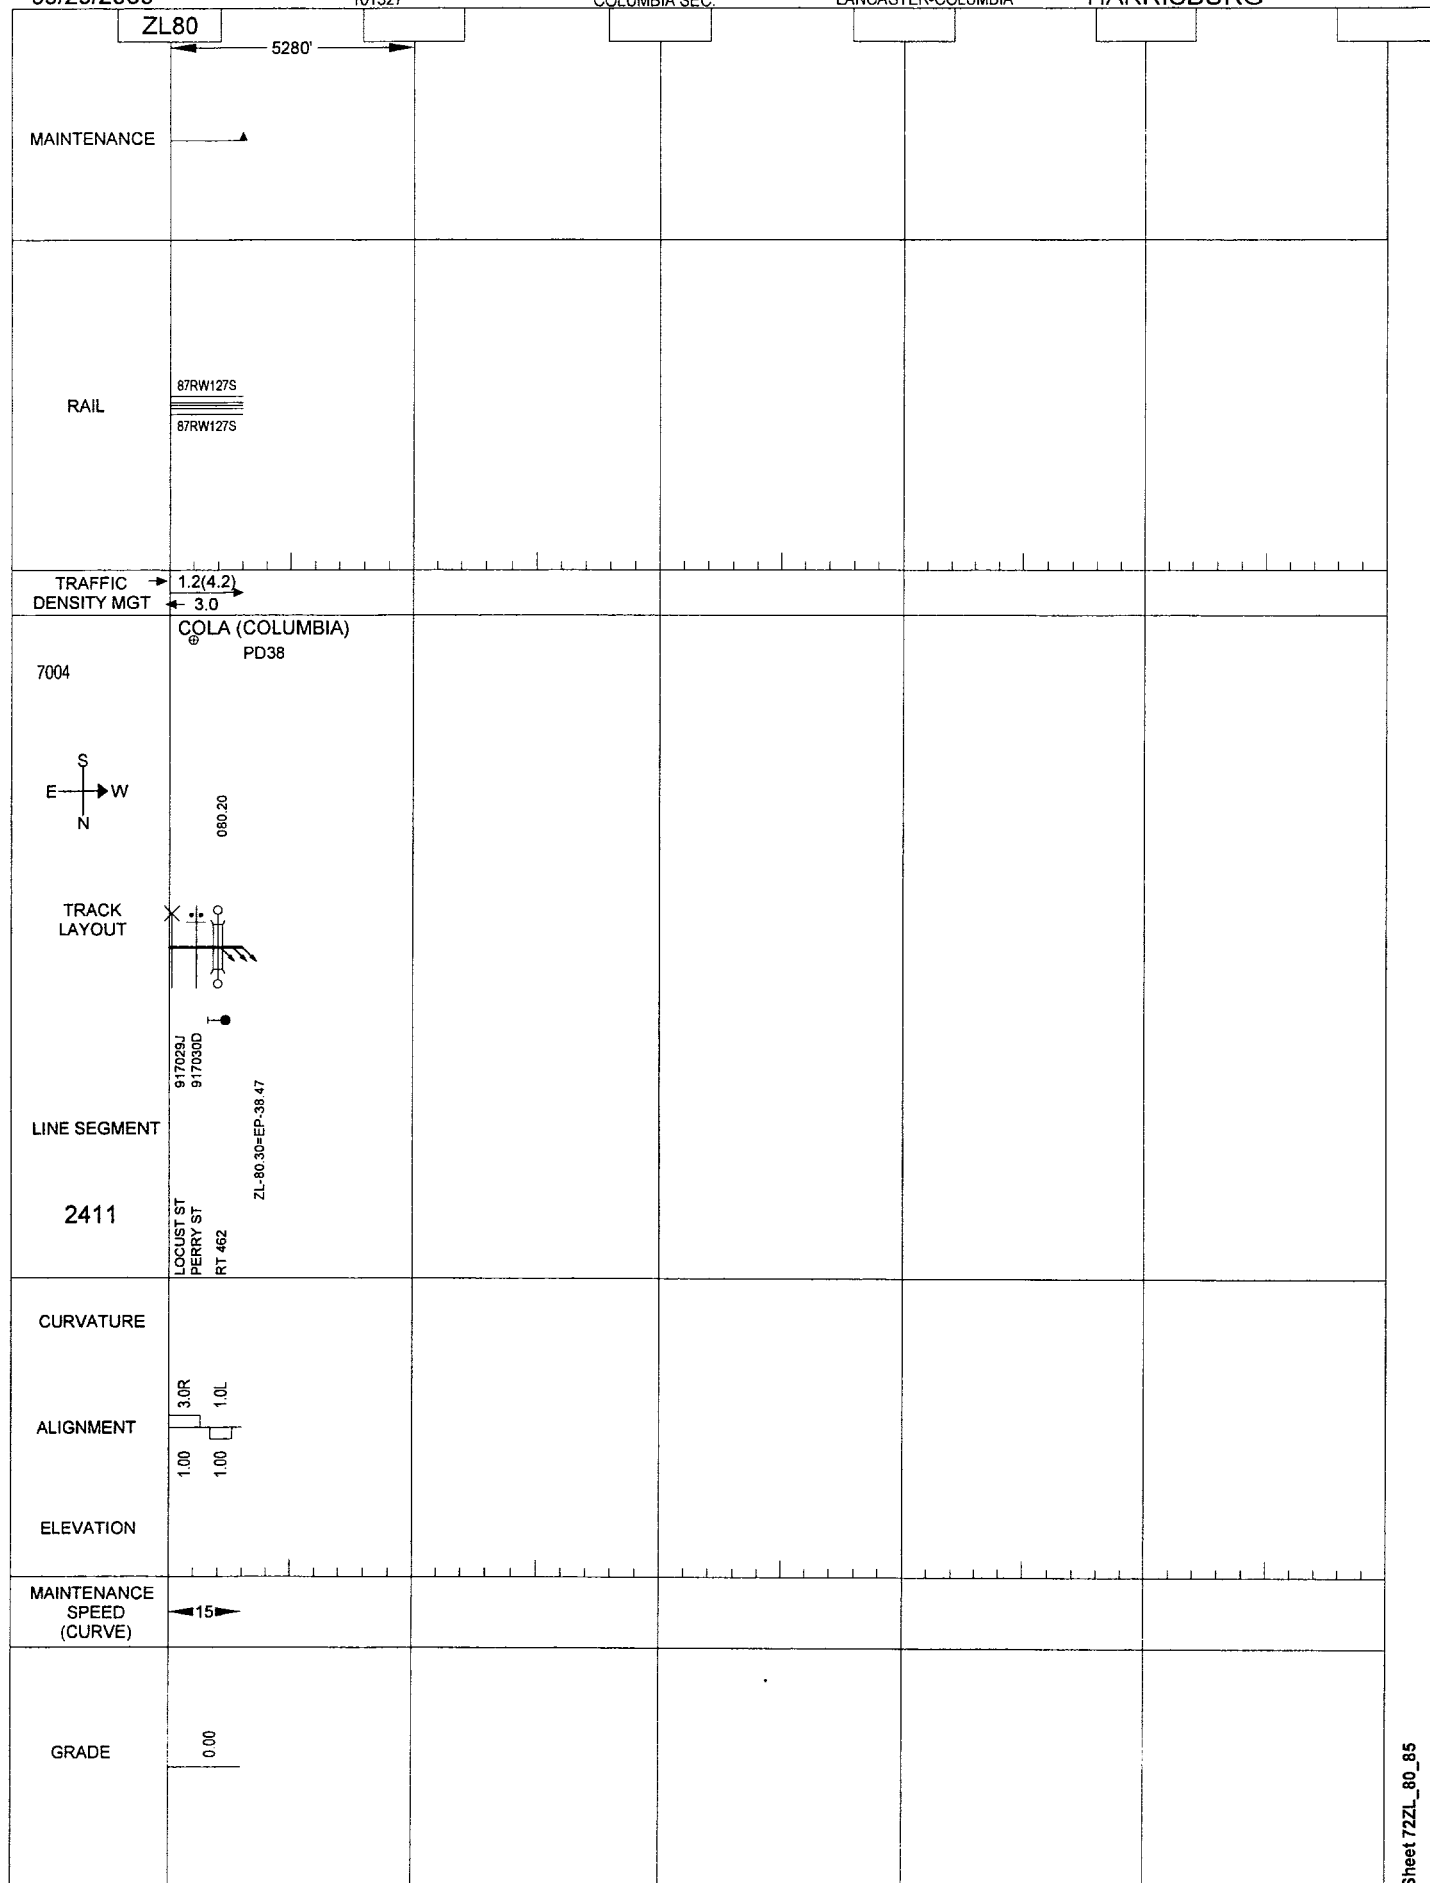 COLUMBIA SEC.
LANCASTER-COLUMBIA
HARRISBURG
ZL80
5280'
MAINTENANCE
87RW127S
RAIL
87RW127S
TRAFFIC
DENSITY MGT
1.2(4.2)
3.0
COLA (COLUMBIA)
PD38
7004
S
E W
N
080.20
TRACK
LAYOUT
917029J
917030D
ZL-80.30=EP-38.47
LINE SEGMENT
2411
LOCUST ST
PERRY ST
RT 462
CURVATURE
3.0R
1.0L
ALIGNMENT
1.00
1.00
ELEVATION
MAINTENANCE
SPEED
(CURVE)
15
GRADE
0.00
Sheet 72ZL_80_85